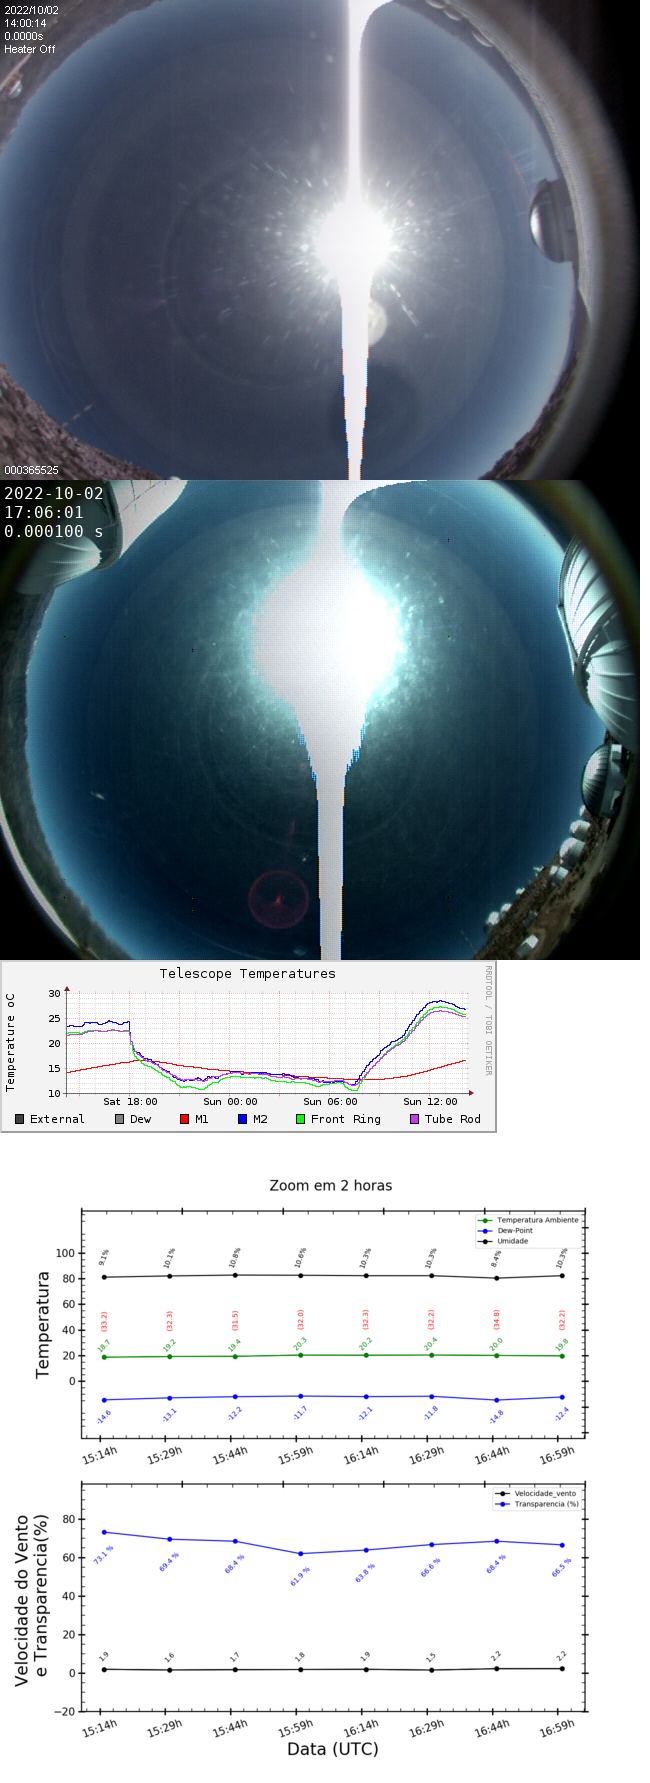 2022/10/02
14:00:14
0.0000s
Heater Off
000365525
2022-10-02
17:06:01
0.000100 s
Telescope Temperatures
RRDTOOL / TOBI OETIKER
Temperature oC
30
25
20
15
10
Sat 18:00 Sun 00:00 Sun 06:00 Sun 12:00
External Dew M1 M2 Front Ring Tube Rod
Zoom em 2 horas
Temperatura Ambiente
Dew-Point
Umidade
Temperatura
100
80
60
40
20
0
9.1% 10.1% 10.8% 10.6% 10.3% 10.3% 8.4% 10.3%
(33.2) (32.3) (31.5) (32.0) (32.3) (32.2) (34.8) (32.2)
18.7 19.2 19.4 20.3 20.2 20.4 20.0 19.8
-14.6 -13.1 -12.2 -11.7 -12.1 -11.8 -14.8 -12.4
15:14h 15:29h 15:44h 15:59h 16:14h 16:29h 16:44h 16:59h
Velocidade_vento
Transparencia (%)
Velocidade do Vento
e Transparencia(%)
80
60
40
20
0
−20
73.1 % 69.4 % 68.4 % 61.9 % 63.8 % 66.6 % 68.4 % 66.5 %
1.9 1.6 1.7 1.8 1.9 1.5 2.2 2.2
15:14h 15:29h 15:44h 15:59h 16:14h 16:29h 16:44h 16:59h
Data (UTC)